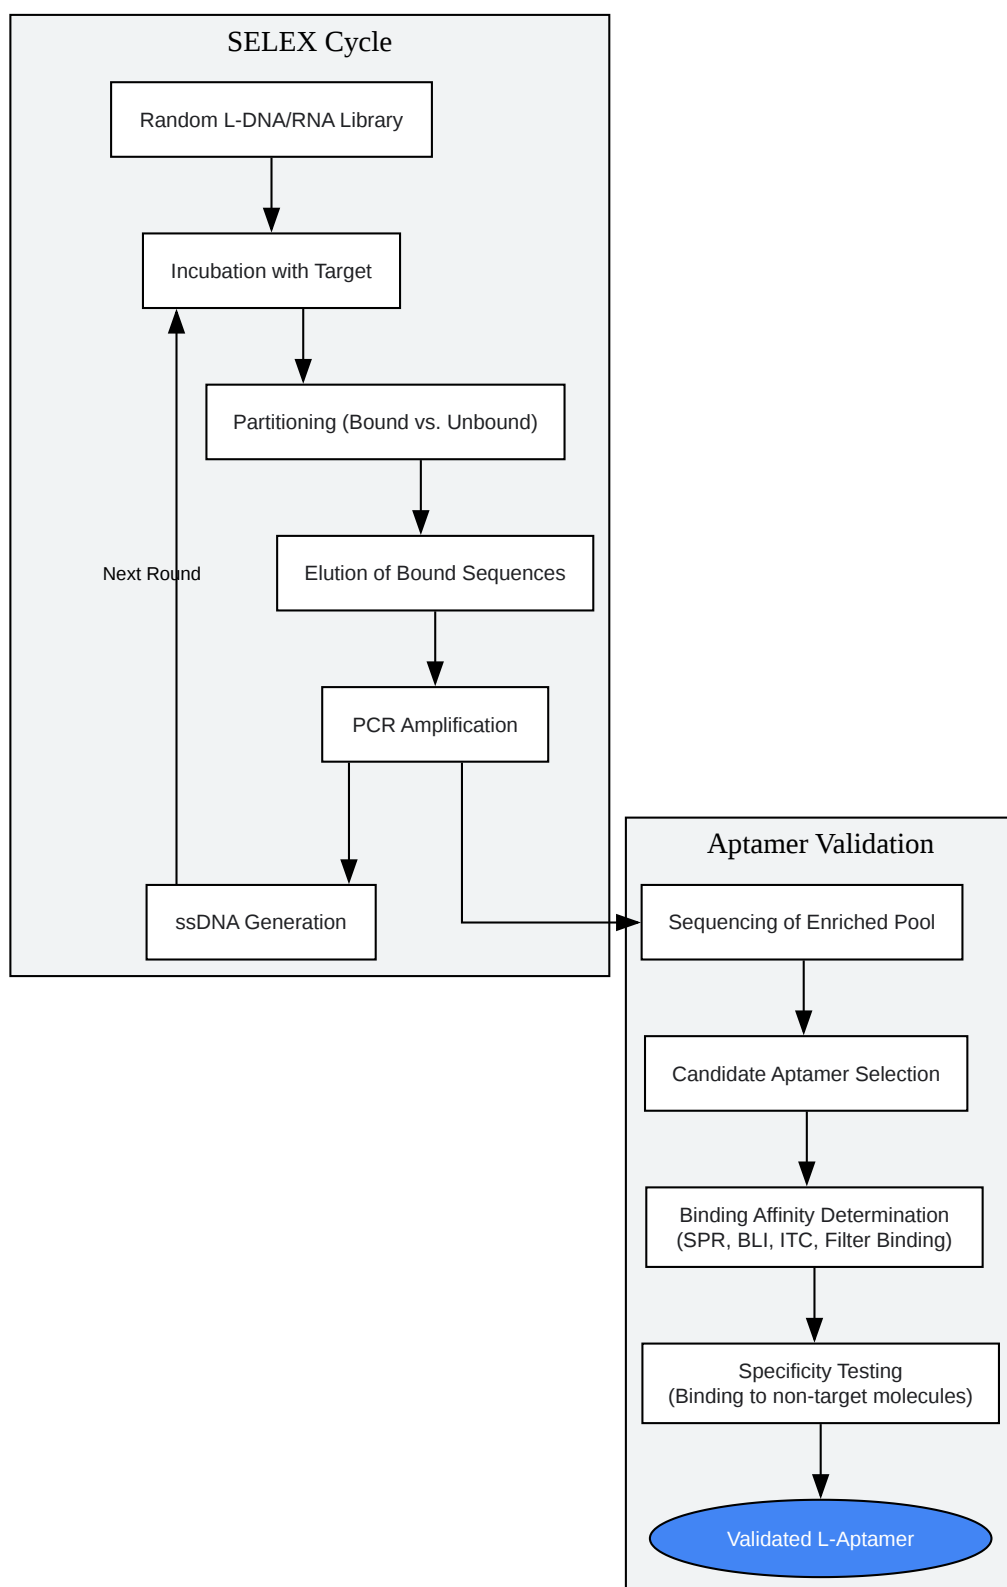 SELEX Cycle
Random L-DNA/RNA Library
Incubation with Target
Partitioning (Bound vs. Unbound)
Elution of Bound Sequences
Next Round
PCR Amplification
ssDNA Generation
Aptamer Validation
Sequencing of Enriched Pool
Candidate Aptamer Selection
Binding Affinity Determination
(SPR, BLI, ITC, Filter Binding)
Specificity Testing
(Binding to non-target molecules)
Validated L-Aptamer